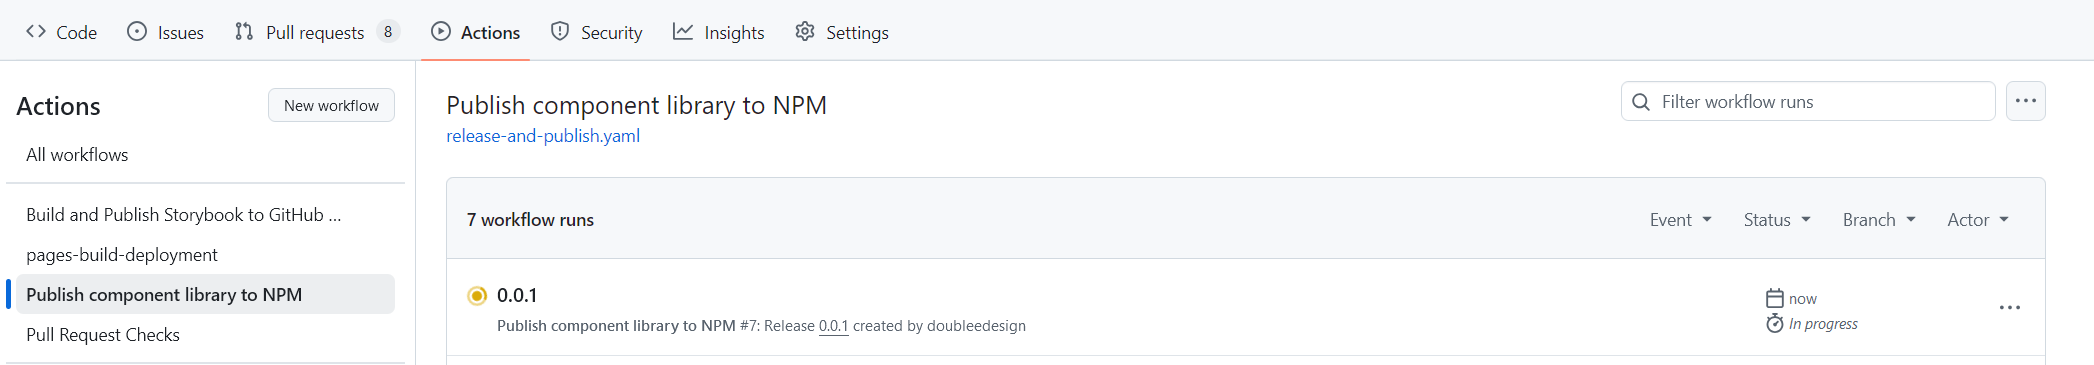 Code Issues Pull requests 8 Actions Security Insights Settings
Actions New workflow
All workflows
Build and Publish Storybook to GitHub ...
pages-build-deployment
Publish component library to NPM
Pull Request Checks
Publish component library to NPM
release-and-publish.yaml
Filter workflow runs
7 workflow runs Event Status Branch Actor
0.0.1
Publish component library to NPM #7: Release 0.0.1 created by doubleedesign
now
In progress